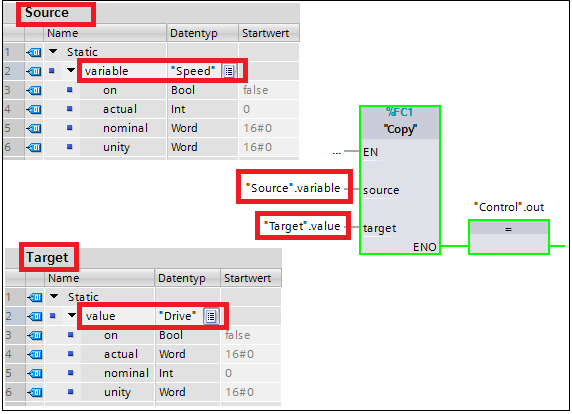 Source
Name Datentyp Startwert
1 Static
2 variable "Speed"
3 on Bool false
4 actual Int 0
5 nominal Word 16#0
6 unity Word 16#0
%FC1
"Copy"
... EN
"Source".variable source
"Target".value target
ENO
"Control".out
=
Target
Name Datentyp Startwert
1 Static
2 value "Drive"
3 on Bool false
4 actual Word 16#0
5 nominal Int 0
6 unity Word 16#0